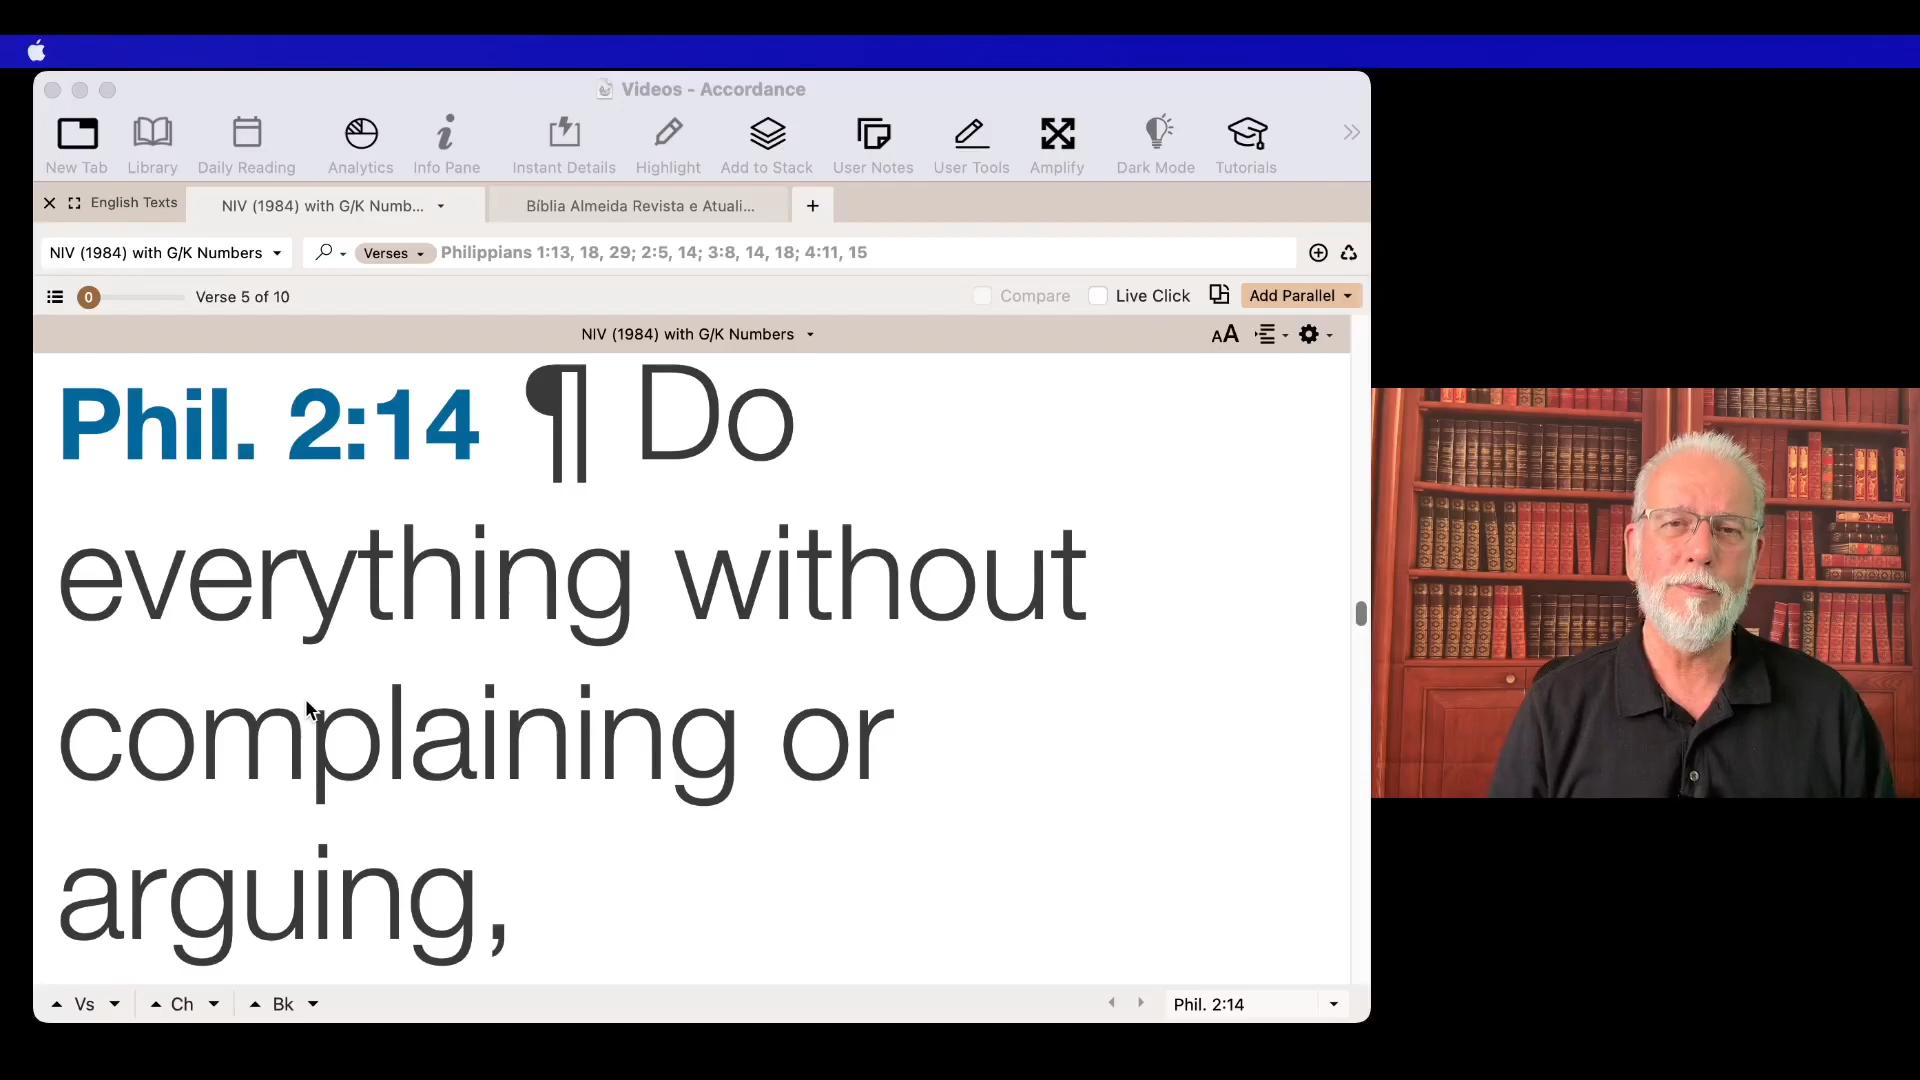 Videos - Accordance
New Tab
Library
Daily Reading
Analytics
Info Pane
Instant Details
Highlight
Add to Stack
User Notes
User Tools
Amplify
Dark Mode
Tutorials
English Texts
NIV (1984) with G/K Numb...
Bíblia Almeida Revista e Atuali...
NIV (1984) with G/K Numbers
Verses
Philippians 1:13, 18, 29; 2:5, 14; 3:8, 14, 18; 4:11, 15
0
Verse 5 of 10
Compare
Live Click
Add Parallel
NIV (1984) with G/K Numbers
AA
Phil. 2:14 ¶ Do
everything without
complaining or
arguing,
Vs
Ch
Bk
Phil. 2:14